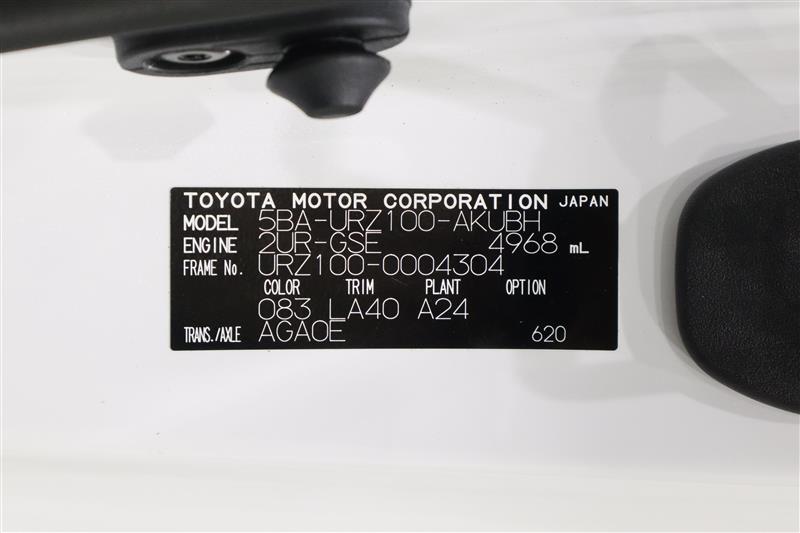 TOYOTA MOTOR CORPORATION JAPAN
MODEL 5BA-URZ100-AKUBH
ENGINE 2UR-GSE 4968 mL
FRAME No. URZ100-0004304
COLOR TRIM PLANT OPTION
083 LA40 A24
TRANS./AXLE AGA0E 620